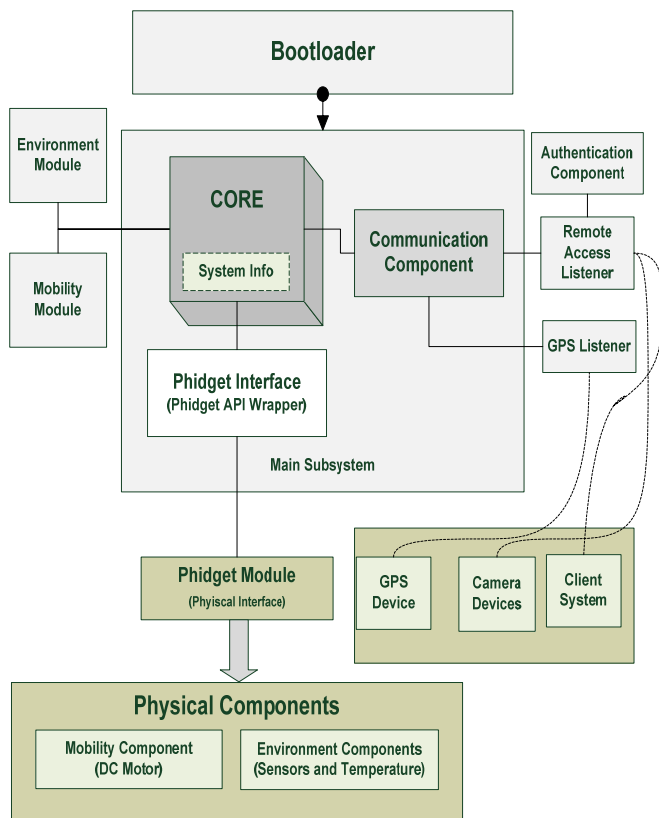 Bootloader
Environment
Module
Mobility
Module
CORE
System Info
Communication
Component
Authentication
Component
Remote
Access
Listener
GPS Listener
Phidget Interface
(Phidget API Wrapper)
Main Subsystem
Phidget Module
(Phyiscal Interface)
GPS
Device
Camera
Devices
Client
System
Physical Components
Mobility Component
(DC Motor)
Environment Components
(Sensors and Temperature)